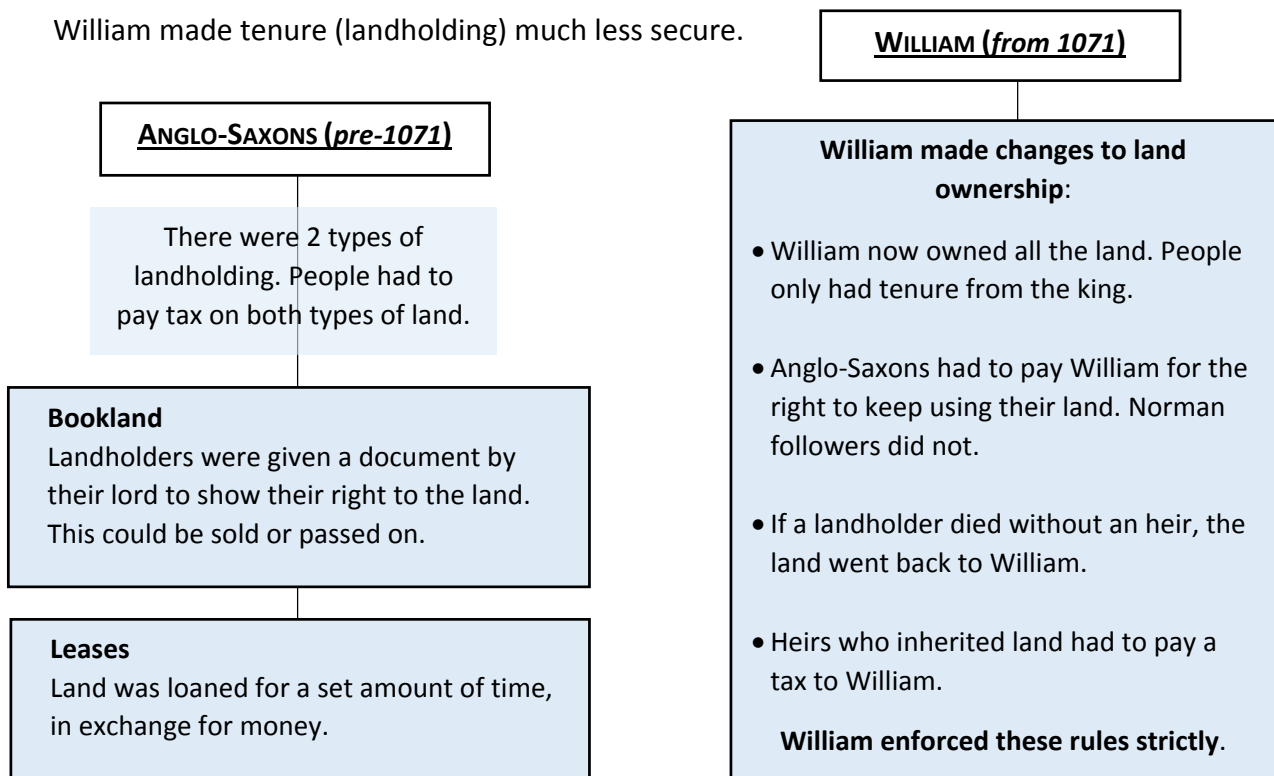 William made tenure (landholding) much less secure.
ANGLO-SAXONS (pre-1071)
There were 2 types of
landholding. People had to
pay tax on both types of land.
Bookland
Landholders were given a document by
their lord to show their right to the land.
This could be sold or passed on.
Leases
Land was loaned for a set amount of time,
in exchange for money.
WILLIAM (from 1071)
William made changes to land
ownership:
• William now owned all the land. People
only had tenure from the king.
• Anglo-Saxons had to pay William for the
right to keep using their land. Norman
followers did not.
• If a landholder died without an heir, the
land went back to William.
• Heirs who inherited land had to pay a
tax to William.
William enforced these rules strictly.